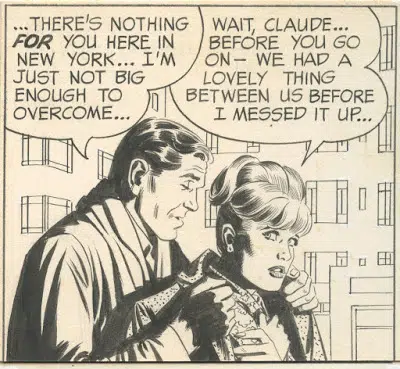 ...THERE'S NOTHING
FOR YOU HERE IN
NEW YORK... I'M
JUST NOT BIG
ENOUGH TO
OVERCOME...
WAIT, CLAUDE...
BEFORE YOU GO
ON— WE HAD A
LOVELY THING
BETWEEN US BEFORE
I MESSED IT UP...